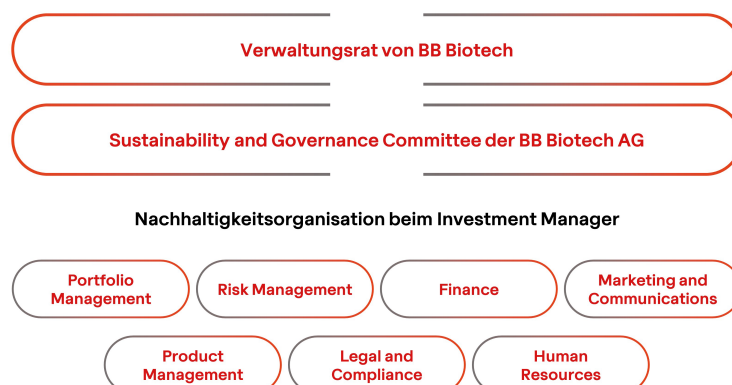 Verwaltungsrat von BB Biotech
Sustainability and Governance Committee der BB Biotech AG
Nachhaltigkeitsorganisation beim Investment Manager
Portfolio
Management
Risk Management
Finance
Marketing and
Communications
Product
Management
Legal and
Compliance
Human
Resources